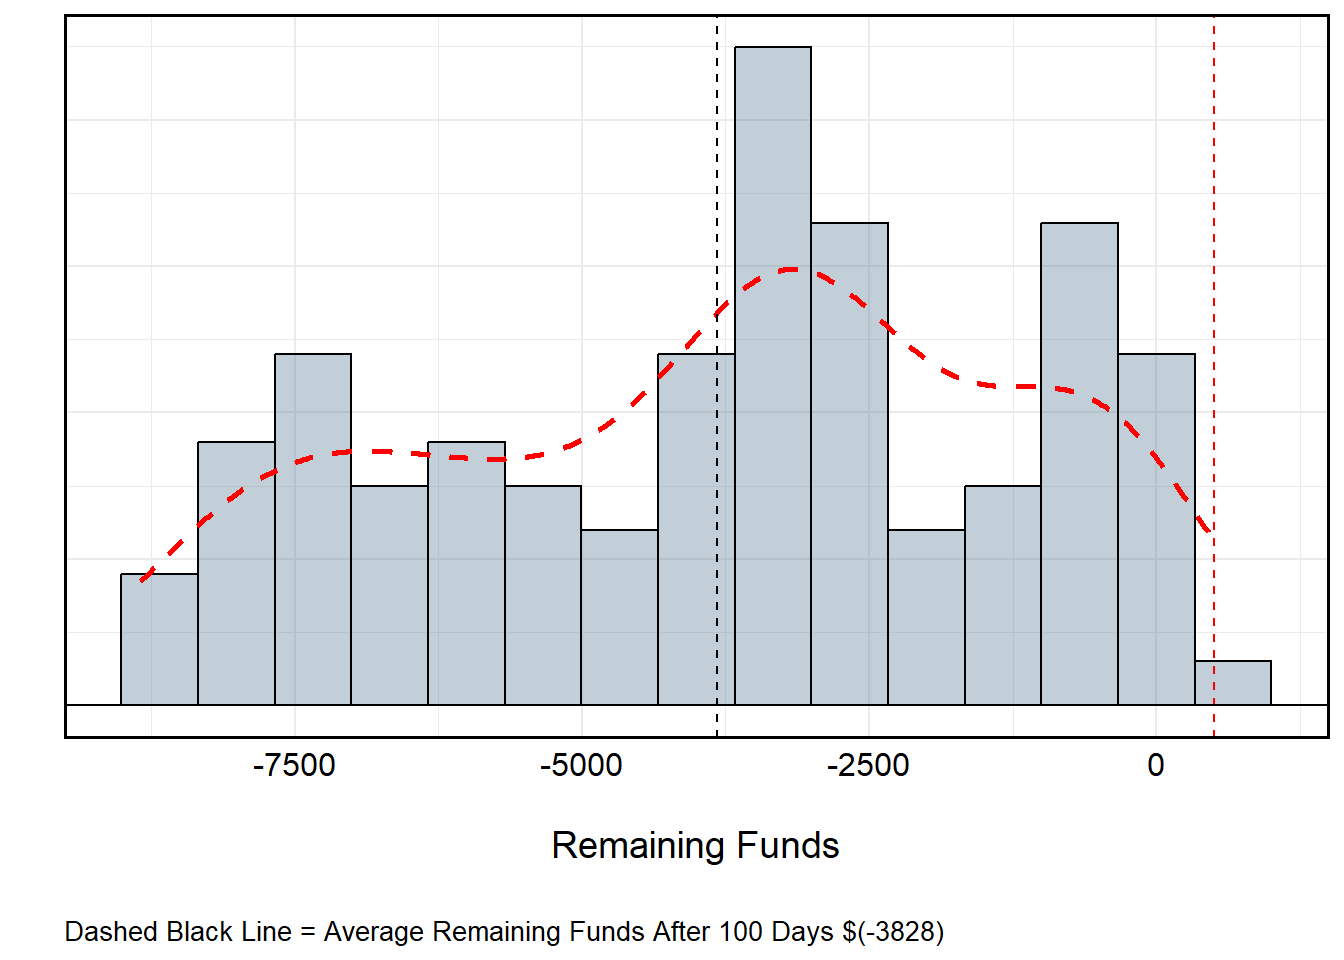 -7500 -5000 -2500 0
Remaining Funds
Dashed Black Line = Average Remaining Funds After 100 Days $(-3828)